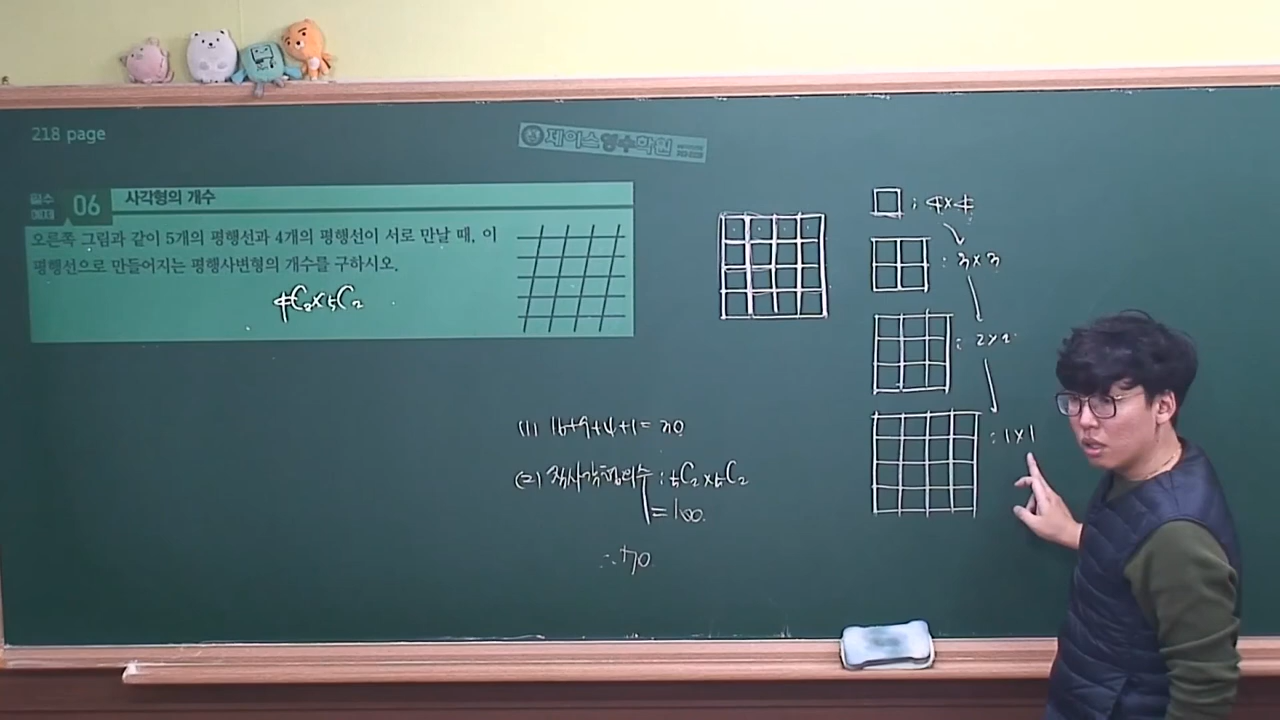 218 page
제이스영수학원
필수 예제 06 사각형의 개수
오른쪽 그림과 같이 5개의 평행선과 4개의 평행선이 서로 만날 때, 이
평행선으로 만들어지는 평행사변형의 개수를 구하시오.
₄C₂×₅C₂
: 4×4
: 3×3
: 2×2
: 1×1
(1) 16+9+4+1=30
(2) 직사각형의 수 : ₅C₂×₅C₂
=100.
∴ 70